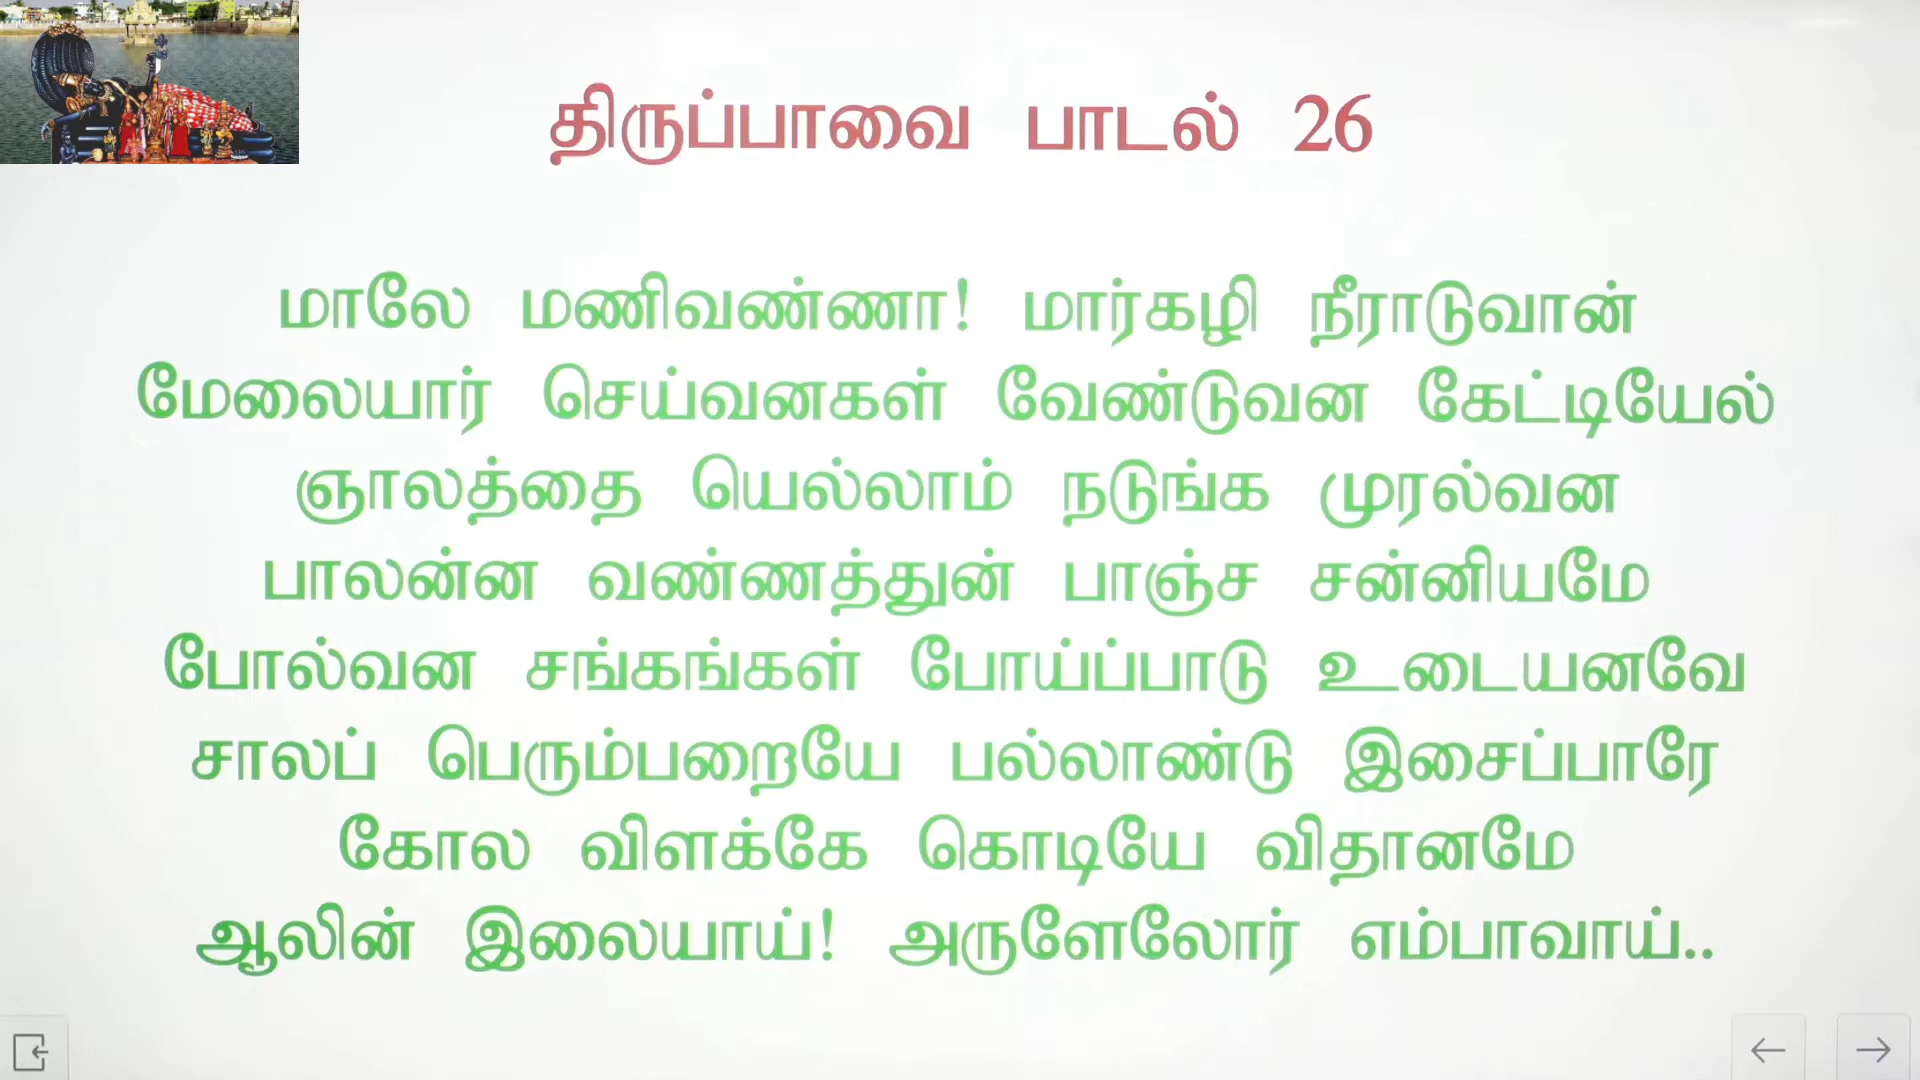 திருப்பாவை பாடல் 26
மாலே மணிவண்ணா! மார்கழி நீராடுவான்
மேலையார் செய்வனகள் வேண்டுவன கேட்டியேல்
ஞாலத்தை யெல்லாம் நடுங்க முரல்வன
பாலன்ன வண்ணத்துன் பாஞ்ச சன்னியமே
போல்வன சங்கங்கள் போய்ப்பாடு உடையனவே
சாலப் பெரும்பறையே பல்லாண்டு இசைப்பாரே
கோல விளக்கே கொடியே விதானமே
ஆலின் இலையாய்! அருளேலோர் எம்பாவாய்..